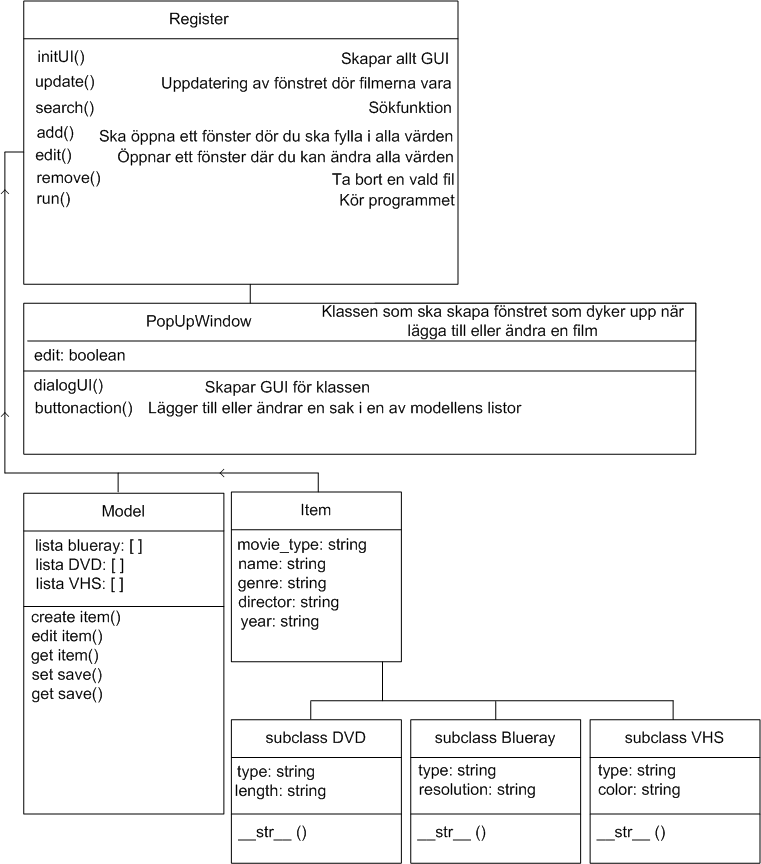 Register
initUI() Skapar allt GUI
update() Uppdatering av fönstret dör filmerna vara
search() Sökfunktion
add() Ska öppna ett fönster dör du ska fylla i alla värden
edit() Öppnar ett fönster där du kan ändra alla värden
remove() Ta bort en vald fil
run() Kör programmet
PopUpWindow
Klassen som ska skapa fönstret som dyker upp när
lägga till eller ändra en film
edit: boolean
dialogUI() Skapar GUI för klassen
buttonaction() Lägger till eller ändrar en sak i en av modellens listor
Model
lista blueray: [ ]
lista DVD: [ ]
lista VHS: [ ]
create item()
edit item()
get item()
set save()
get save()
Item
movie_type: string
name: string
genre: string
director: string
year: string
subclass DVD
type: string
length: string
__str__ ()
subclass Blueray
type: string
resolution: string
__str__ ()
subclass VHS
type: string
color: string
__str__ ()